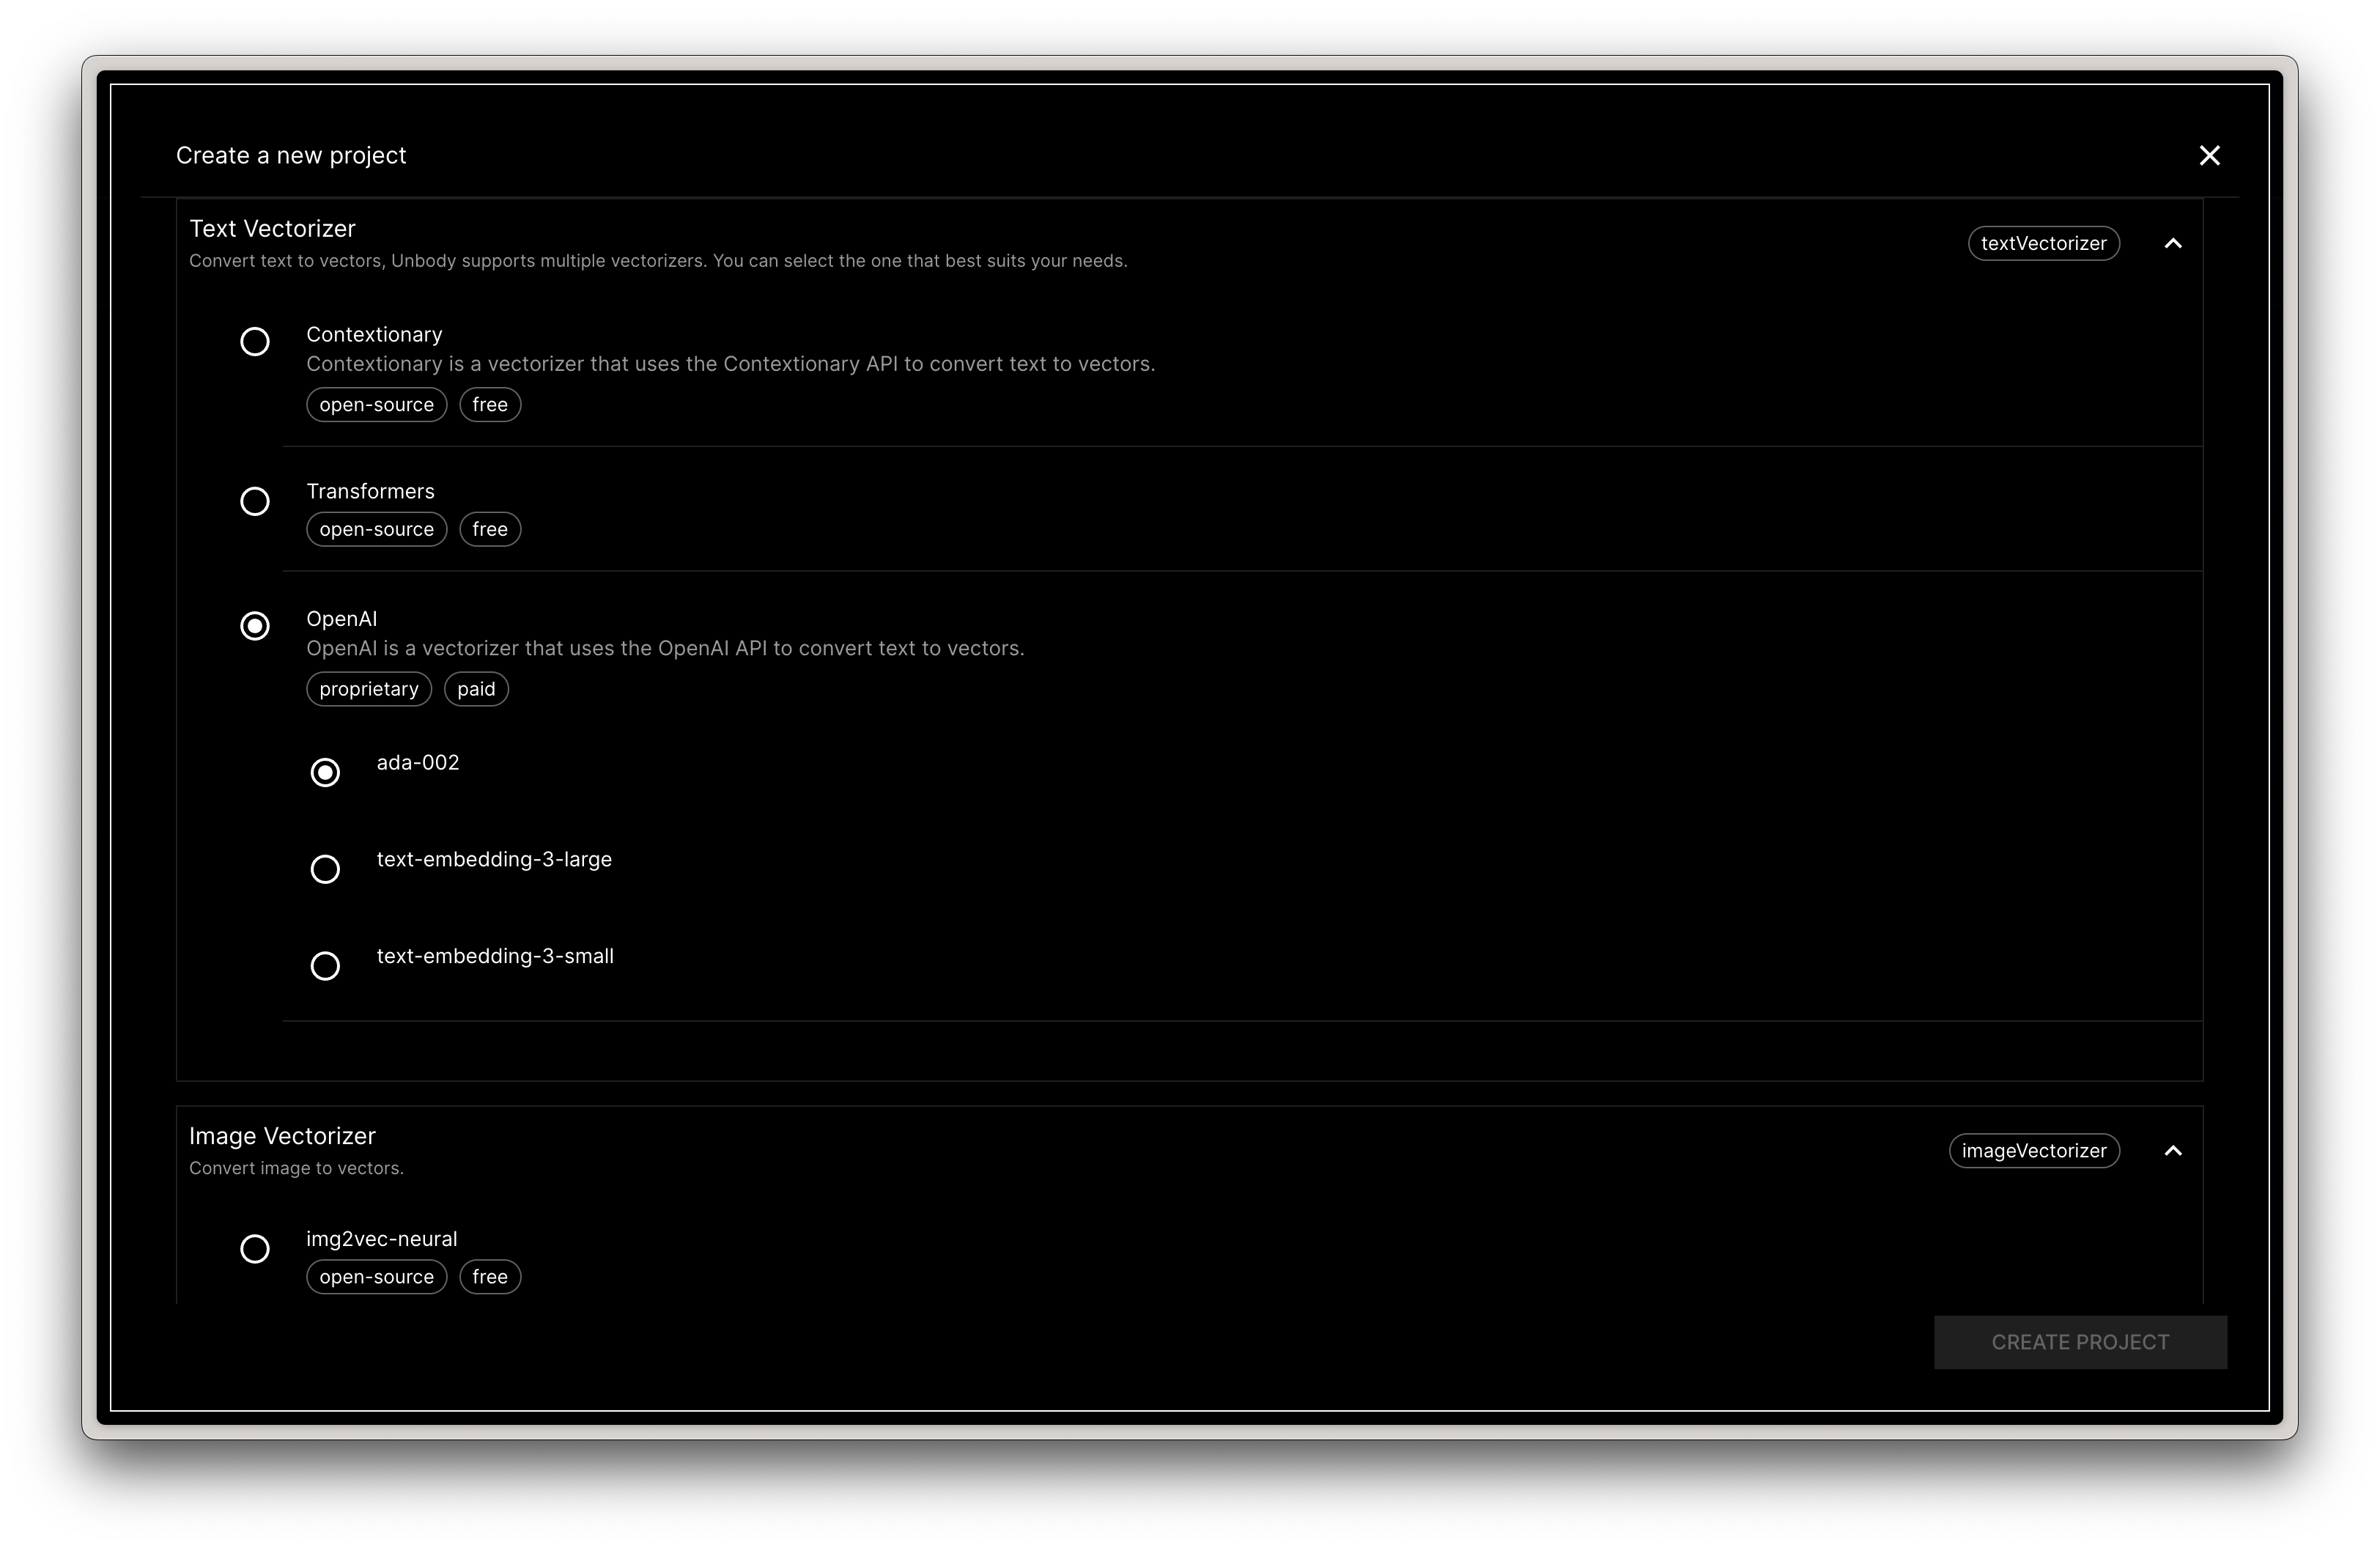 Create a new project
Text Vectorizer
textVectorizer
Convert text to vectors, Unbody supports multiple vectorizers. You can select the one that best suits your needs.
Contextionary
Contextionary is a vectorizer that uses the Contextionary API to convert text to vectors.
open-source free
Transformers
open-source free
OpenAI
OpenAI is a vectorizer that uses the OpenAI API to convert text to vectors.
proprietary paid
ada-002
text-embedding-3-large
text-embedding-3-small
Image Vectorizer
imageVectorizer
Convert image to vectors.
img2vec-neural
open-source free
CREATE PROJECT